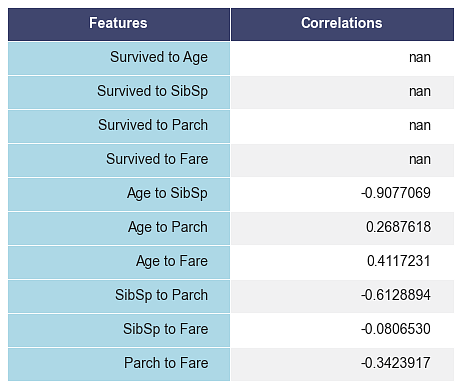 Features Correlations
Survived to Age nan
Survived to SibSp nan
Survived to Parch nan
Survived to Fare nan
Age to SibSp -0.9077069
Age to Parch 0.2687618
Age to Fare 0.4117231
SibSp to Parch -0.6128894
SibSp to Fare -0.0806530
Parch to Fare -0.3423917